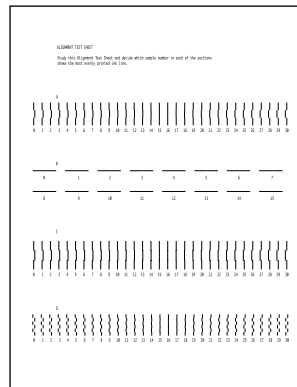 ALIGNMENT TEST SHEET
Study this Alignment Test Sheet and decide which sample number in each of the sections
shows the most evenly printed ink line.
A
0 1 2 3 4 5 6 7 8 9 10 11 12 13 14 15 16 17 18 19 20 21 22 23 24 25 26 27 28 29 30
B
0 1 2 3 4 5 6 7
8 9 10 11 12 13 14 15
C
0 1 2 3 4 5 6 7 8 9 10 11 12 13 14 15 16 17 18 19 20 21 22 23 24 25 26 27 28 29 30
D
0 1 2 3 4 5 6 7 8 9 10 11 12 13 14 15 16 17 18 19 20 21 22 23 24 25 26 27 28 29 30